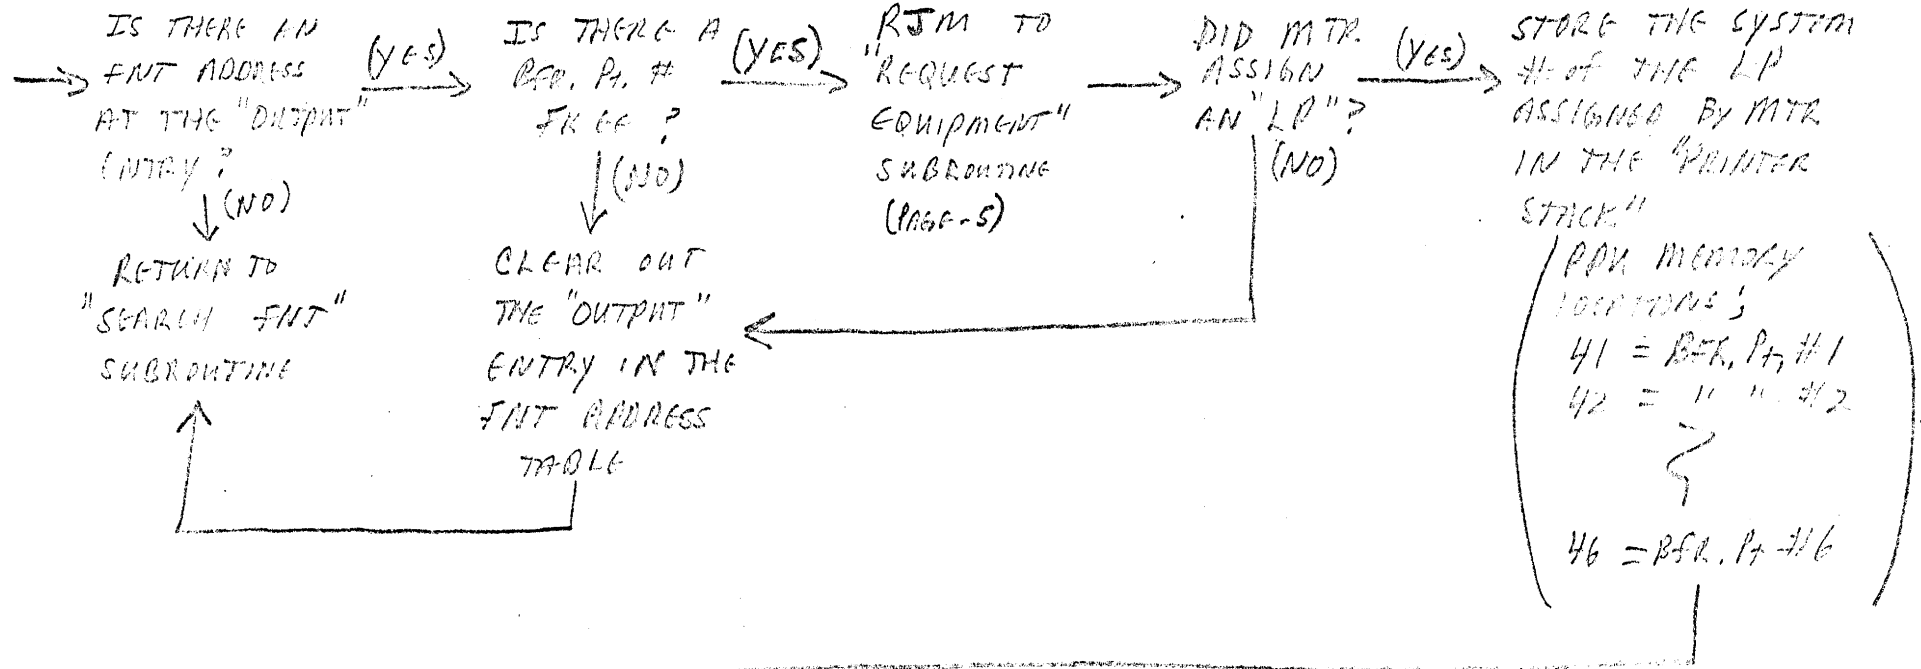 IS THERE AN
FNT ADDRESS
AT THE "OUTPUT"
ENTRY?
(YES)
(NO)
RETURN TO
"SEARCH FNT"
SUBROUTINE
IS THERE A
BFR. Pt. #
FREE?
(YES)
(NO)
CLEAR OUT
THE "OUTPUT"
ENTRY IN THE
FNT ADDRESS
TABLE
RJM TO
"REQUEST
EQUIPMENT"
SUBROUTINE
(PAGE-5)
DID MTR
ASSIGN
AN "LP"?
(YES)
(NO)
STORE THE SYSTEM
# of THE LP
ASSIGNED BY MTR
IN THE "PRINTER
STACK"
PPU MEMORY
LOCATIONS;
41 = BFR. Pt. #1
42 = " " #2
46 = BFR. Pt #6